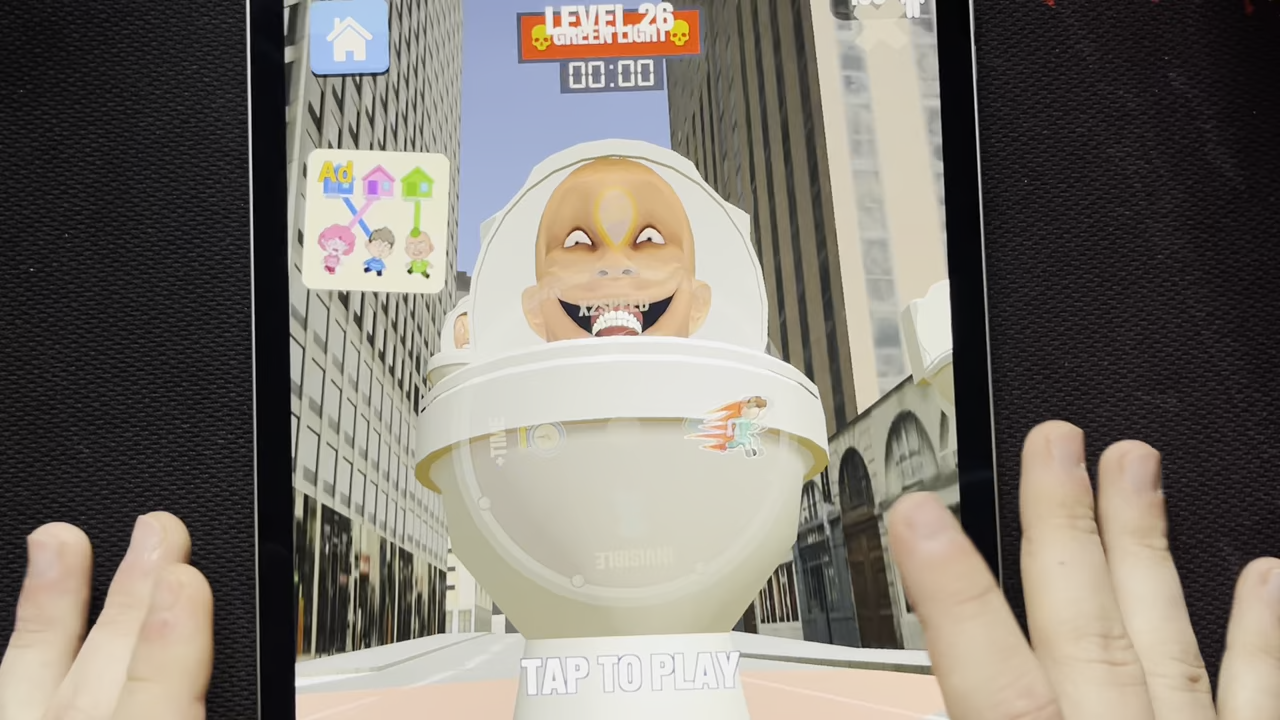 LEVEL 26
GREEN LIGHT
00:00
Ad
X2SPEED
+TIME
INVISIBLE
TAP TO PLAY